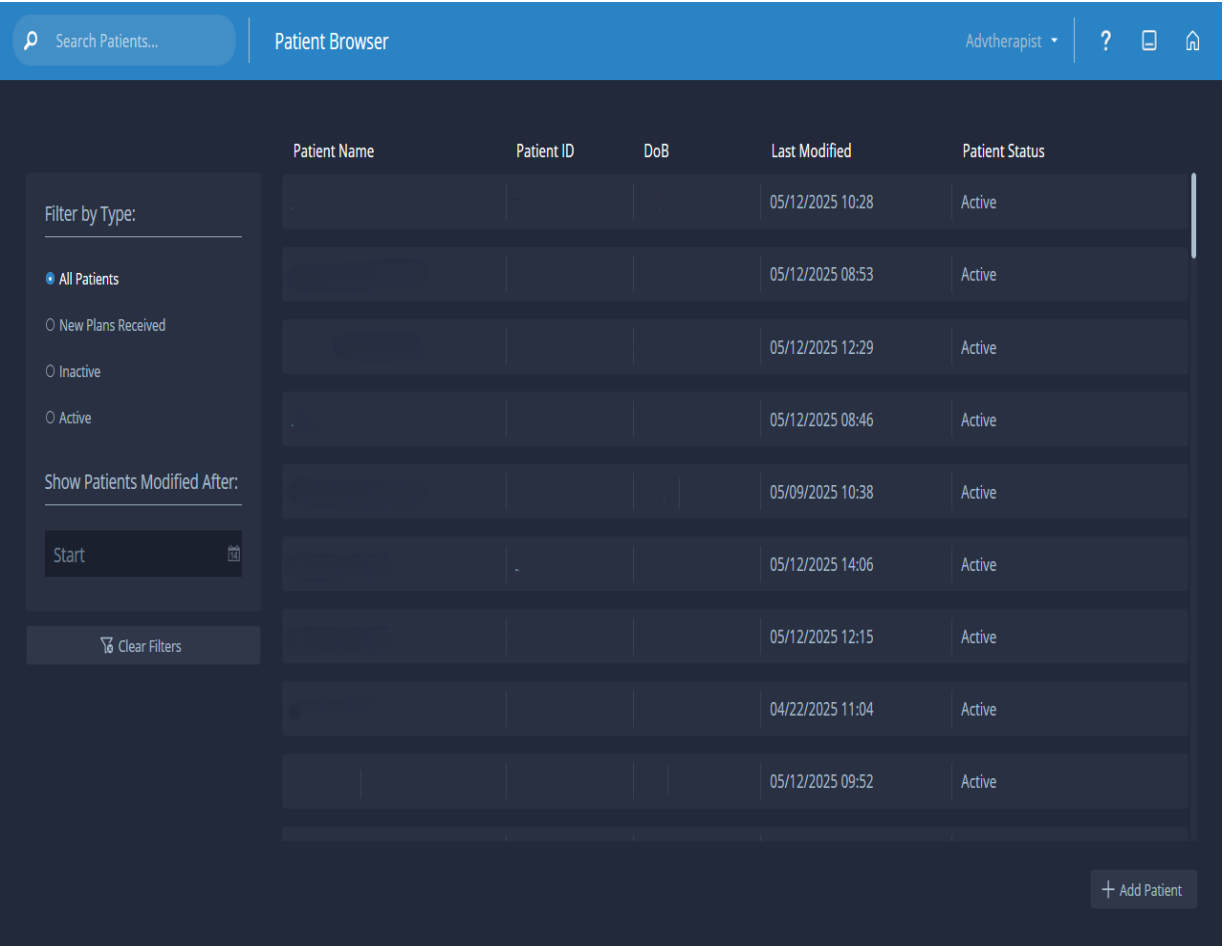 Search Patients...
Patient Browser
Advtherapist
?
Patient Name Patient ID DoB Last Modified Patient Status
Filter by Type:
All Patients
New Plans Received
Inactive
Active
Show Patients Modified After:
Start
14
Clear Filters
05/12/2025 10:28 Active
05/12/2025 08:53 Active
05/12/2025 12:29 Active
05/12/2025 08:46 Active
05/09/2025 10:38 Active
05/12/2025 14:06 Active
05/12/2025 12:15 Active
04/22/2025 11:04 Active
05/12/2025 09:52 Active
+ Add Patient